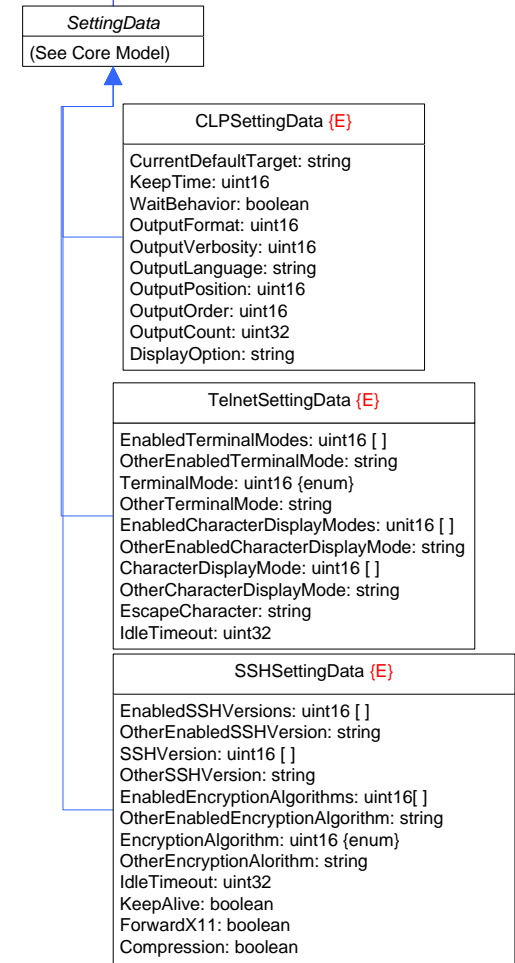 SettingData
(See Core Model)
CLPSettingData {E}
CurrentDefaultTarget: string
KeepTime: uint16
WaitBehavior: boolean
OutputFormat: uint16
OutputVerbosity: uint16
OutputLanguage: string
OutputPosition: uint16
OutputOrder: uint16
OutputCount: uint32
DisplayOption: string
TelnetSettingData {E}
EnabledTerminalModes: uint16 [ ]
OtherEnabledTerminalMode: string
TerminalMode: uint16 {enum}
OtherTerminalMode: string
EnabledCharacterDisplayModes: unit16 [ ]
OtherEnabledCharacterDisplayMode: string
CharacterDisplayMode: uint16 [ ]
OtherCharacterDisplayMode: string
EscapeCharacter: string
IdleTimeout: uint32
SSHSettingData {E}
EnabledSSHVersions: uint16 [ ]
OtherEnabledSSHVersion: string
SSHVersion: uint16 [ ]
OtherSSHVersion: string
EnabledEncryptionAlgorithms: uint16[ ]
OtherEnabledEncryptionAlgorithm: string
EncryptionAlgorithm: uint16 {enum}
OtherEncryptionAlorithm: string
IdleTimeout: uint32
KeepAlive: boolean
ForwardX11: boolean
Compression: boolean